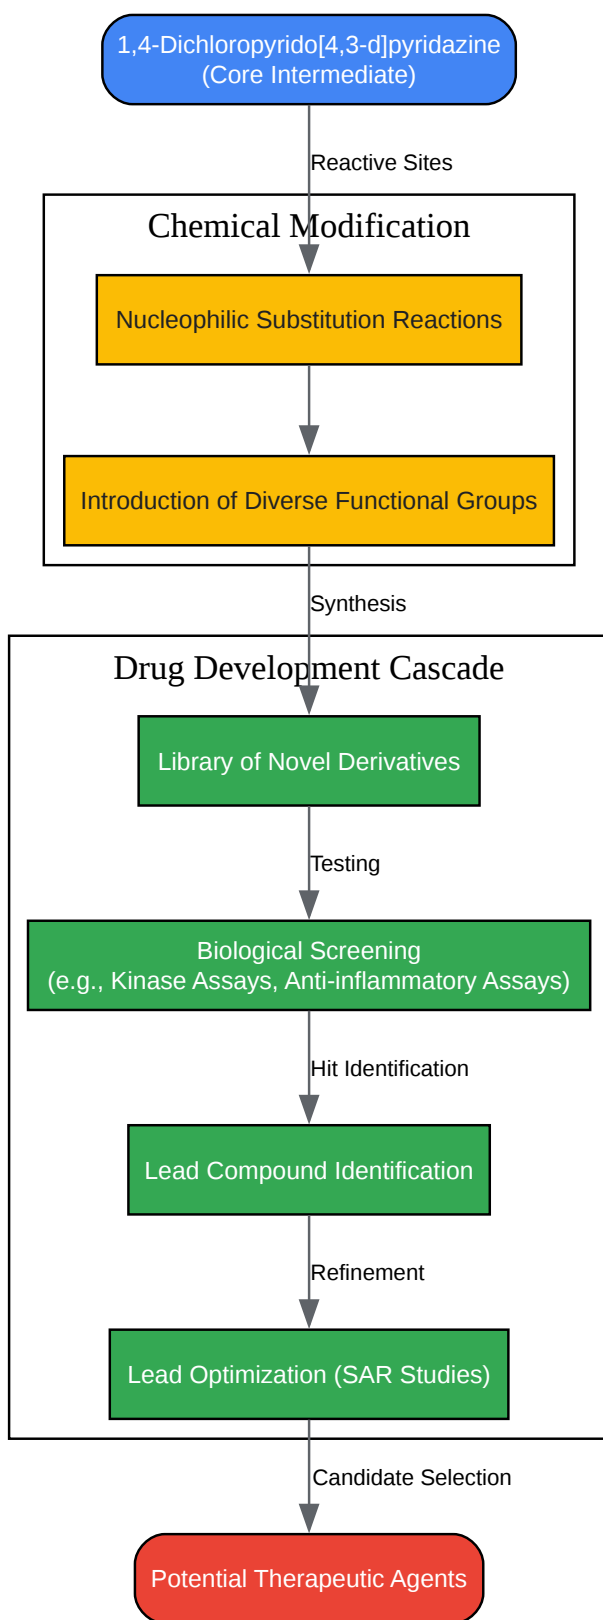 1,4-Dichloropyrido[4,3-d]pyridazine
(Core Intermediate)
Reactive Sites
Chemical Modification
Nucleophilic Substitution Reactions
Introduction of Diverse Functional Groups
Synthesis
Drug Development Cascade
Library of Novel Derivatives
Testing
Biological Screening
(e.g., Kinase Assays, Anti-inflammatory Assays)
Hit Identification
Lead Compound Identification
Refinement
Lead Optimization (SAR Studies)
Candidate Selection
Potential Therapeutic Agents